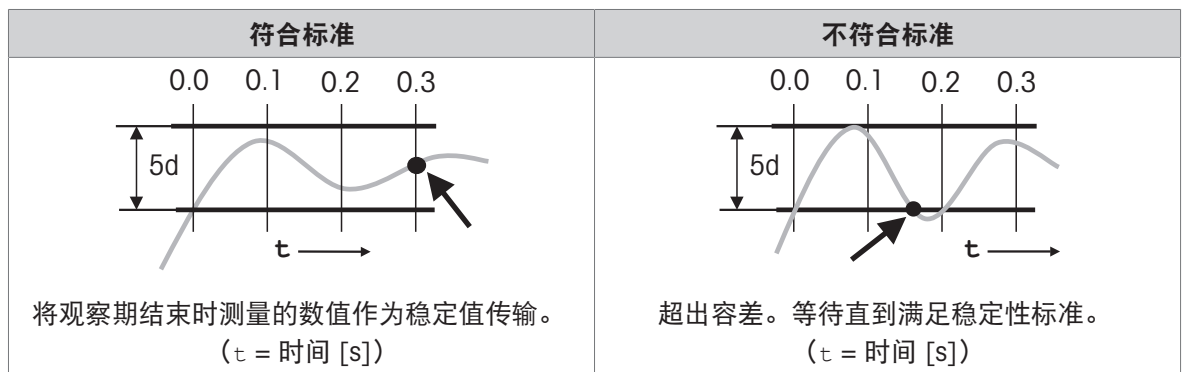 符合标准
不符合标准
0.0 0.1 0.2 0.3
5d
t
将观察期结束时测量的数值作为稳定值传输。
（t = 时间 [s]）
0.0 0.1 0.2 0.3
5d
t
超出容差。等待直到满足稳定性标准。
（t = 时间 [s]）